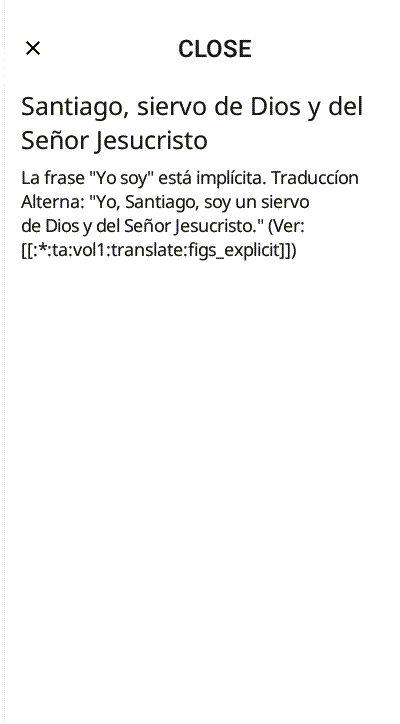 CLOSE
Santiago, siervo de Dios y del
Señor Jesucristo
La frase "Yo soy" está implícita. Traduccíon
Alterna: "Yo, Santiago, soy un siervo
de Dios y del Señor Jesucristo." (Ver:
[[:*:ta:vol1:translate:figs_explicit]])